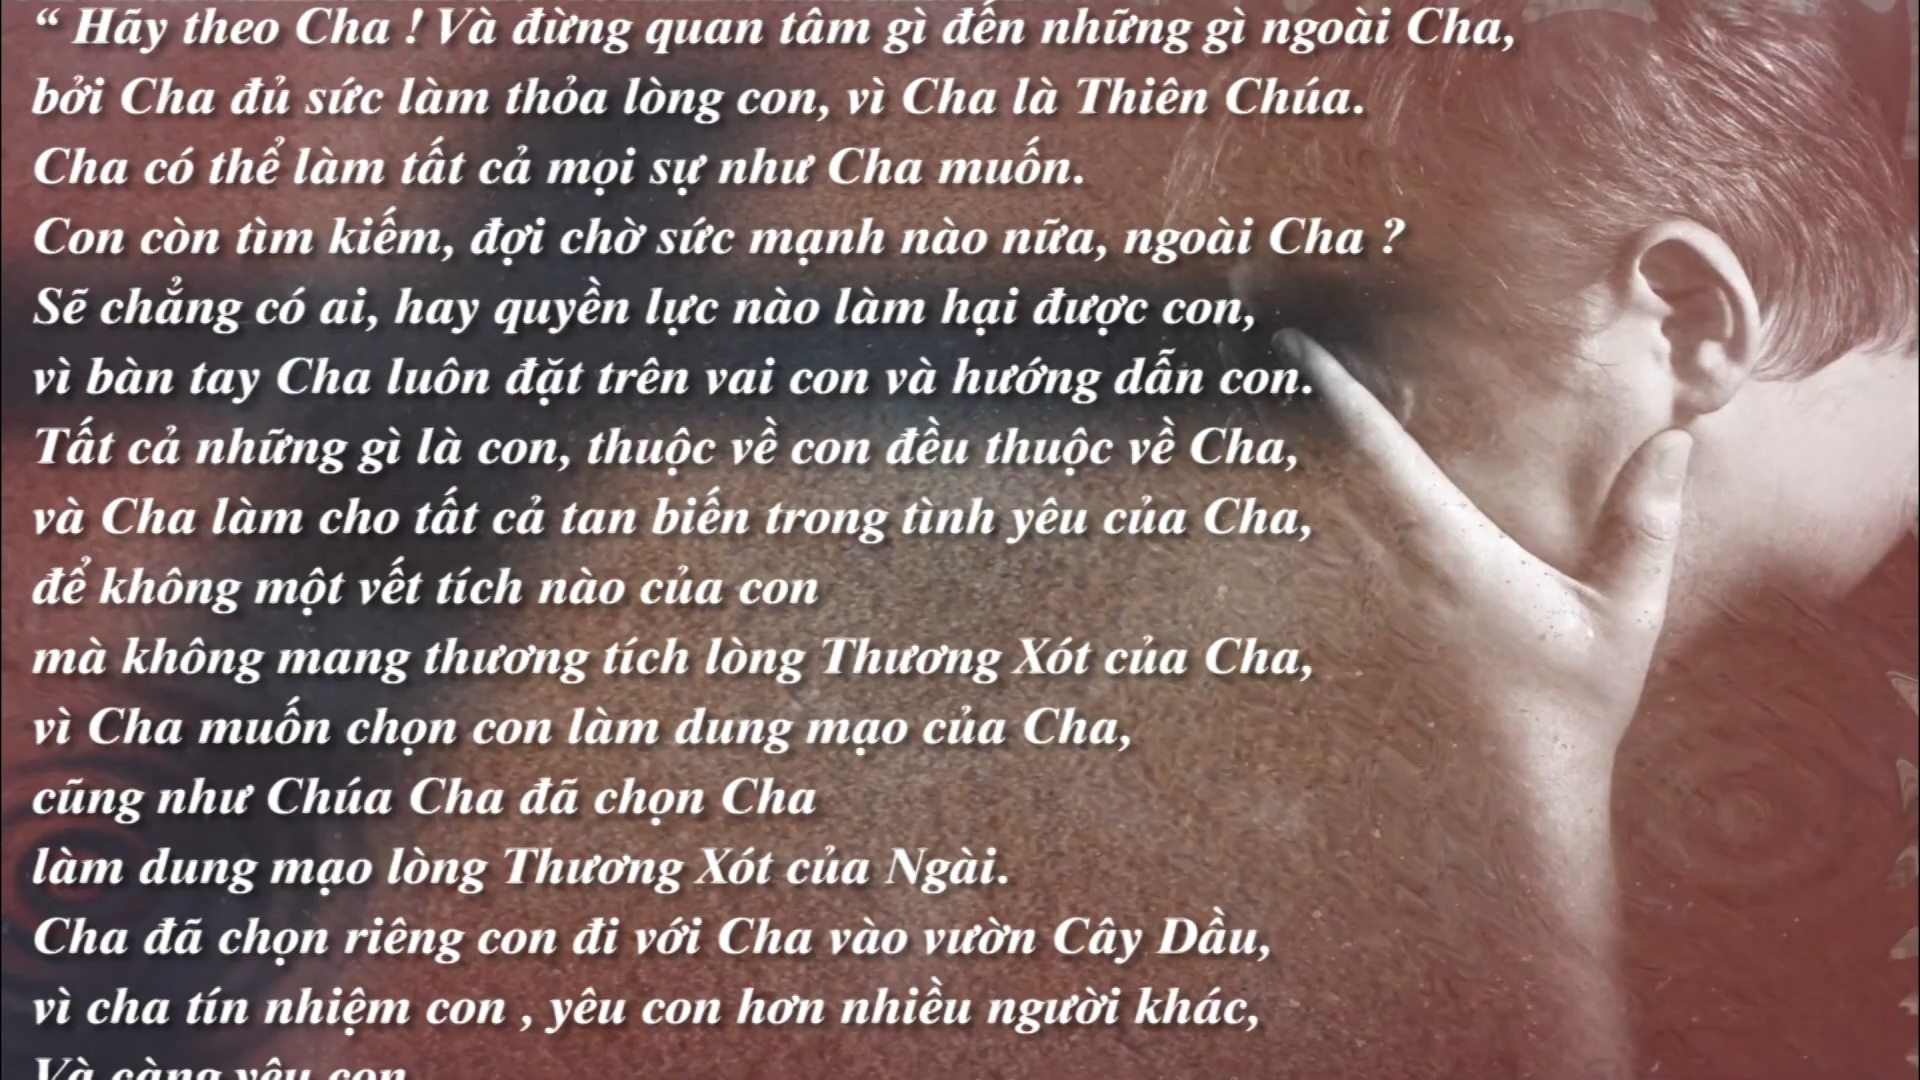 “ Hãy theo Cha ! Và đừng quan tâm gì đến những gì ngoài Cha,
bởi Cha đủ sức làm thỏa lòng con, vì Cha là Thiên Chúa.
Cha có thể làm tất cả mọi sự như Cha muốn.
Con còn tìm kiếm, đợi chờ sức mạnh nào nữa, ngoài Cha ?
Sẽ chẳng có ai, hay quyền lực nào làm hại được con,
vì bàn tay Cha luôn đặt trên vai con và hướng dẫn con.
Tất cả những gì là con, thuộc về con đều thuộc về Cha,
và Cha làm cho tất cả tan biến trong tình yêu của Cha,
để không một vết tích nào của con
mà không mang thương tích lòng Thương Xót của Cha,
vì Cha muốn chọn con làm dung mạo của Cha,
cũng như Chúa Cha đã chọn Cha
làm dung mạo lòng Thương Xót của Ngài.
Cha đã chọn riêng con đi với Cha vào vườn Cây Dầu,
vì cha tín nhiệm con , yêu con hơn nhiều người khác,
Và càng yêu con